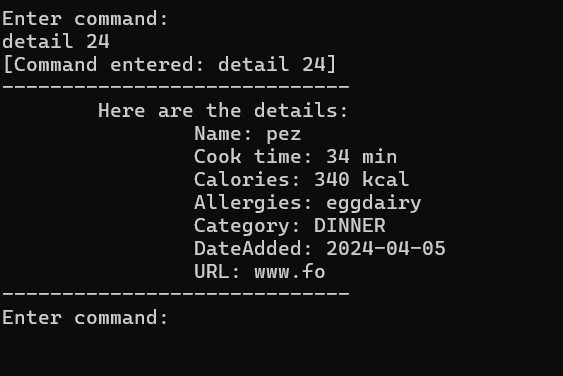 Enter command:
detail 24
[Command entered: detail 24]
-----------------------------
Here are the details:
Name: pez
Cook time: 34 min
Calories: 340 kcal
Allergies: eggdairy
Category: DINNER
DateAdded: 2024-04-05
URL: www.fo
-----------------------------
Enter command: